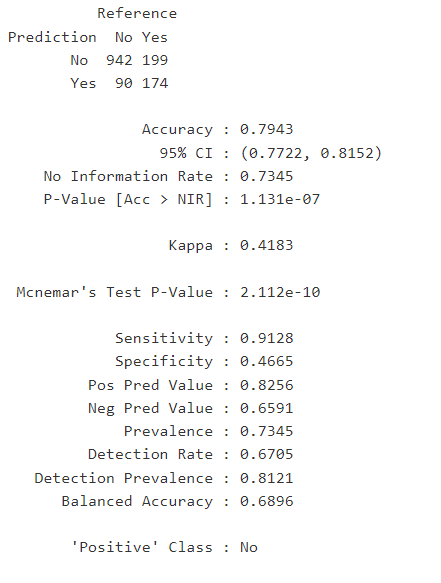 Reference
Prediction No Yes
No 942 199
Yes 90 174
Accuracy : 0.7943
95% CI : (0.7722, 0.8152)
No Information Rate : 0.7345
P-Value [Acc > NIR] : 1.131e-07
Kappa : 0.4183
Mcnemar's Test P-Value : 2.112e-10
Sensitivity : 0.9128
Specificity : 0.4665
Pos Pred Value : 0.8256
Neg Pred Value : 0.6591
Prevalence : 0.7345
Detection Rate : 0.6705
Detection Prevalence : 0.8121
Balanced Accuracy : 0.6896
'Positive' Class : No